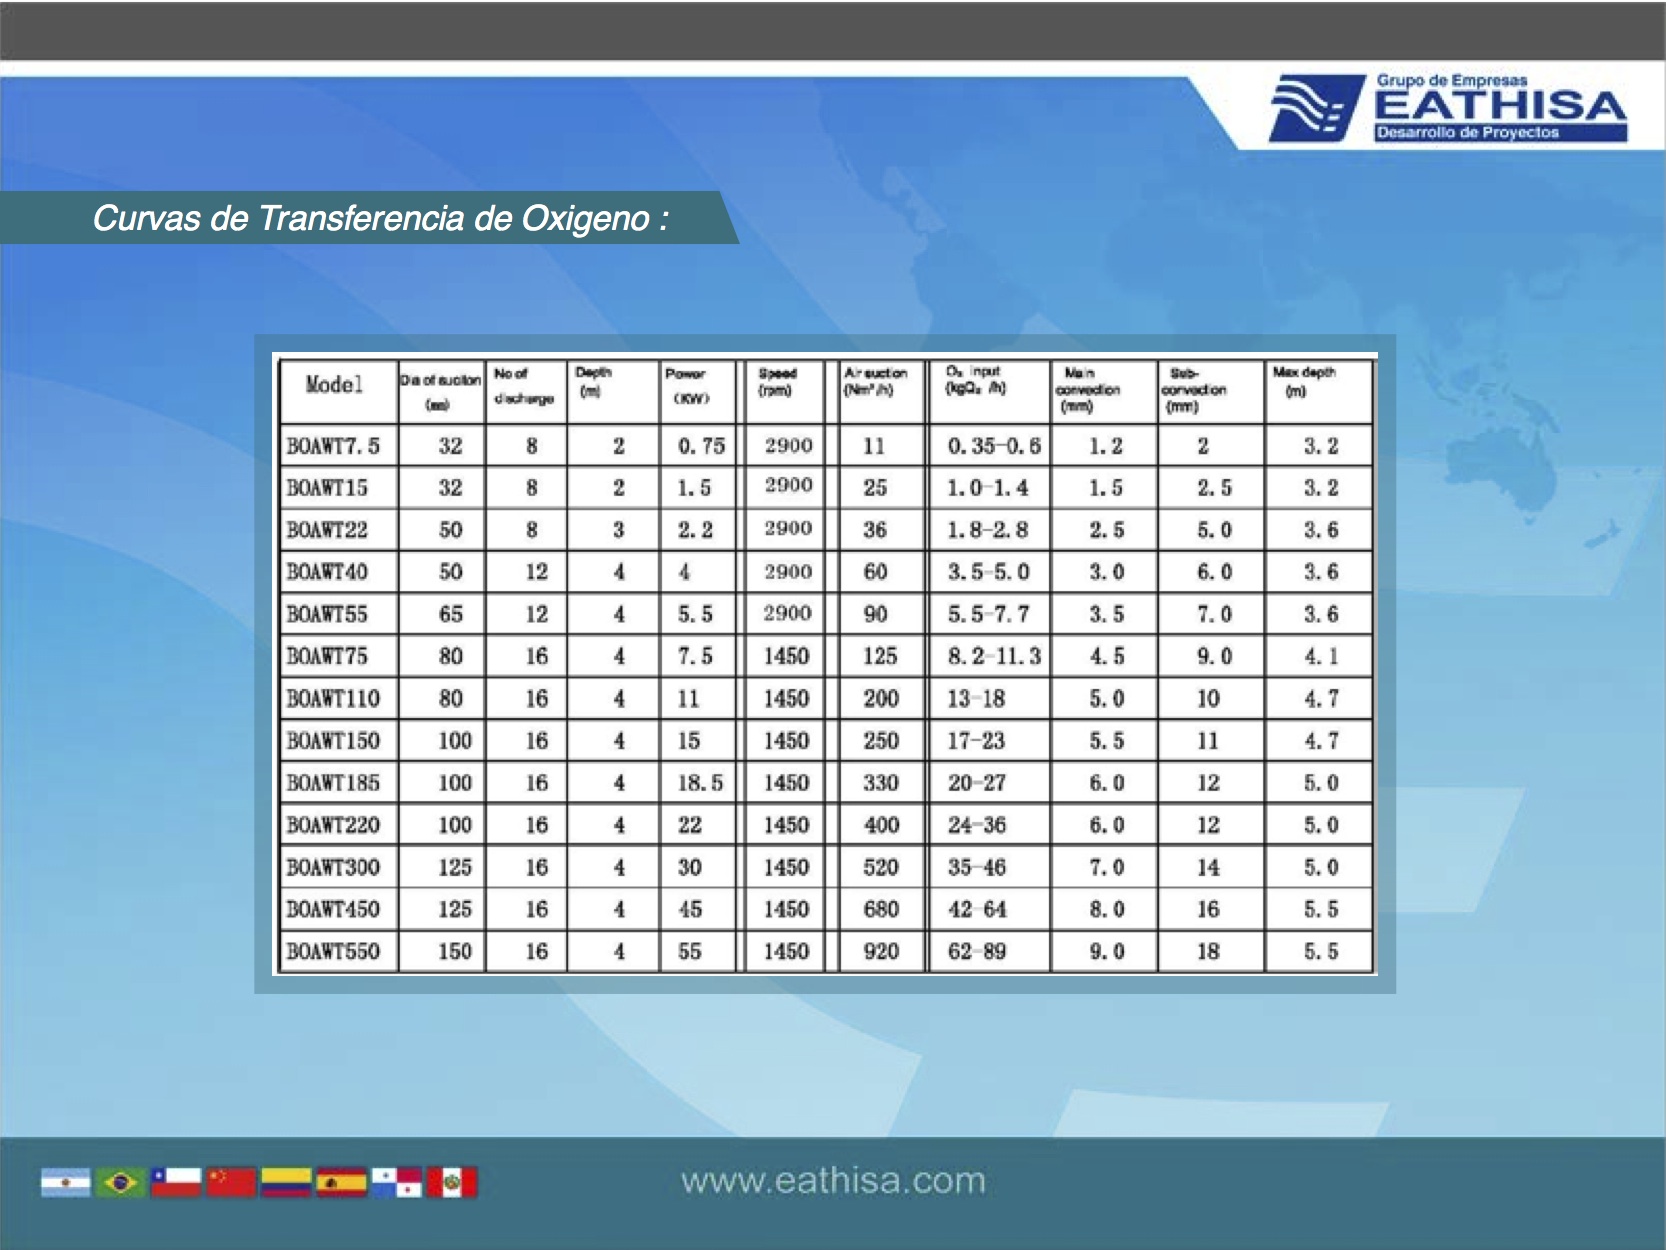 Grupo de Empresas
EATHISA
Desarrollo de Proyectos
Curvas de Transferencia de Oxigeno :
Model Dia of suciton (mm) No of discharge Depth (m) Power (KW) Speed (rpm) Air suction (Nm³/h) O₂ input (kgO₂ /h) Main convection (mm) Sub-convection (mm) Max depth (m)
BOAWT7.5 32 8 2 0.75 2900 11 0.35-0.6 1.2 2 3.2
BOAWT15 32 8 2 1.5 2900 25 1.0-1.4 1.5 2.5 3.2
BOAWT22 50 8 3 2.2 2900 36 1.8-2.8 2.5 5.0 3.6
BOAWT40 50 12 4 4 2900 60 3.5-5.0 3.0 6.0 3.6
BOAWT55 65 12 4 5.5 2900 90 5.5-7.7 3.5 7.0 3.6
BOAWT75 80 16 4 7.5 1450 125 8.2-11.3 4.5 9.0 4.1
BOAWT110 80 16 4 11 1450 200 13-18 5.0 10 4.7
BOAWT150 100 16 4 15 1450 250 17-23 5.5 11 4.7
BOAWT185 100 16 4 18.5 1450 330 20-27 6.0 12 5.0
BOAWT220 100 16 4 22 1450 400 24-36 6.0 12 5.0
BOAWT300 125 16 4 30 1450 520 35-46 7.0 14 5.0
BOAWT450 125 16 4 45 1450 680 42-64 8.0 16 5.5
BOAWT550 150 16 4 55 1450 920 62-89 9.0 18 5.5
www.eathisa.com